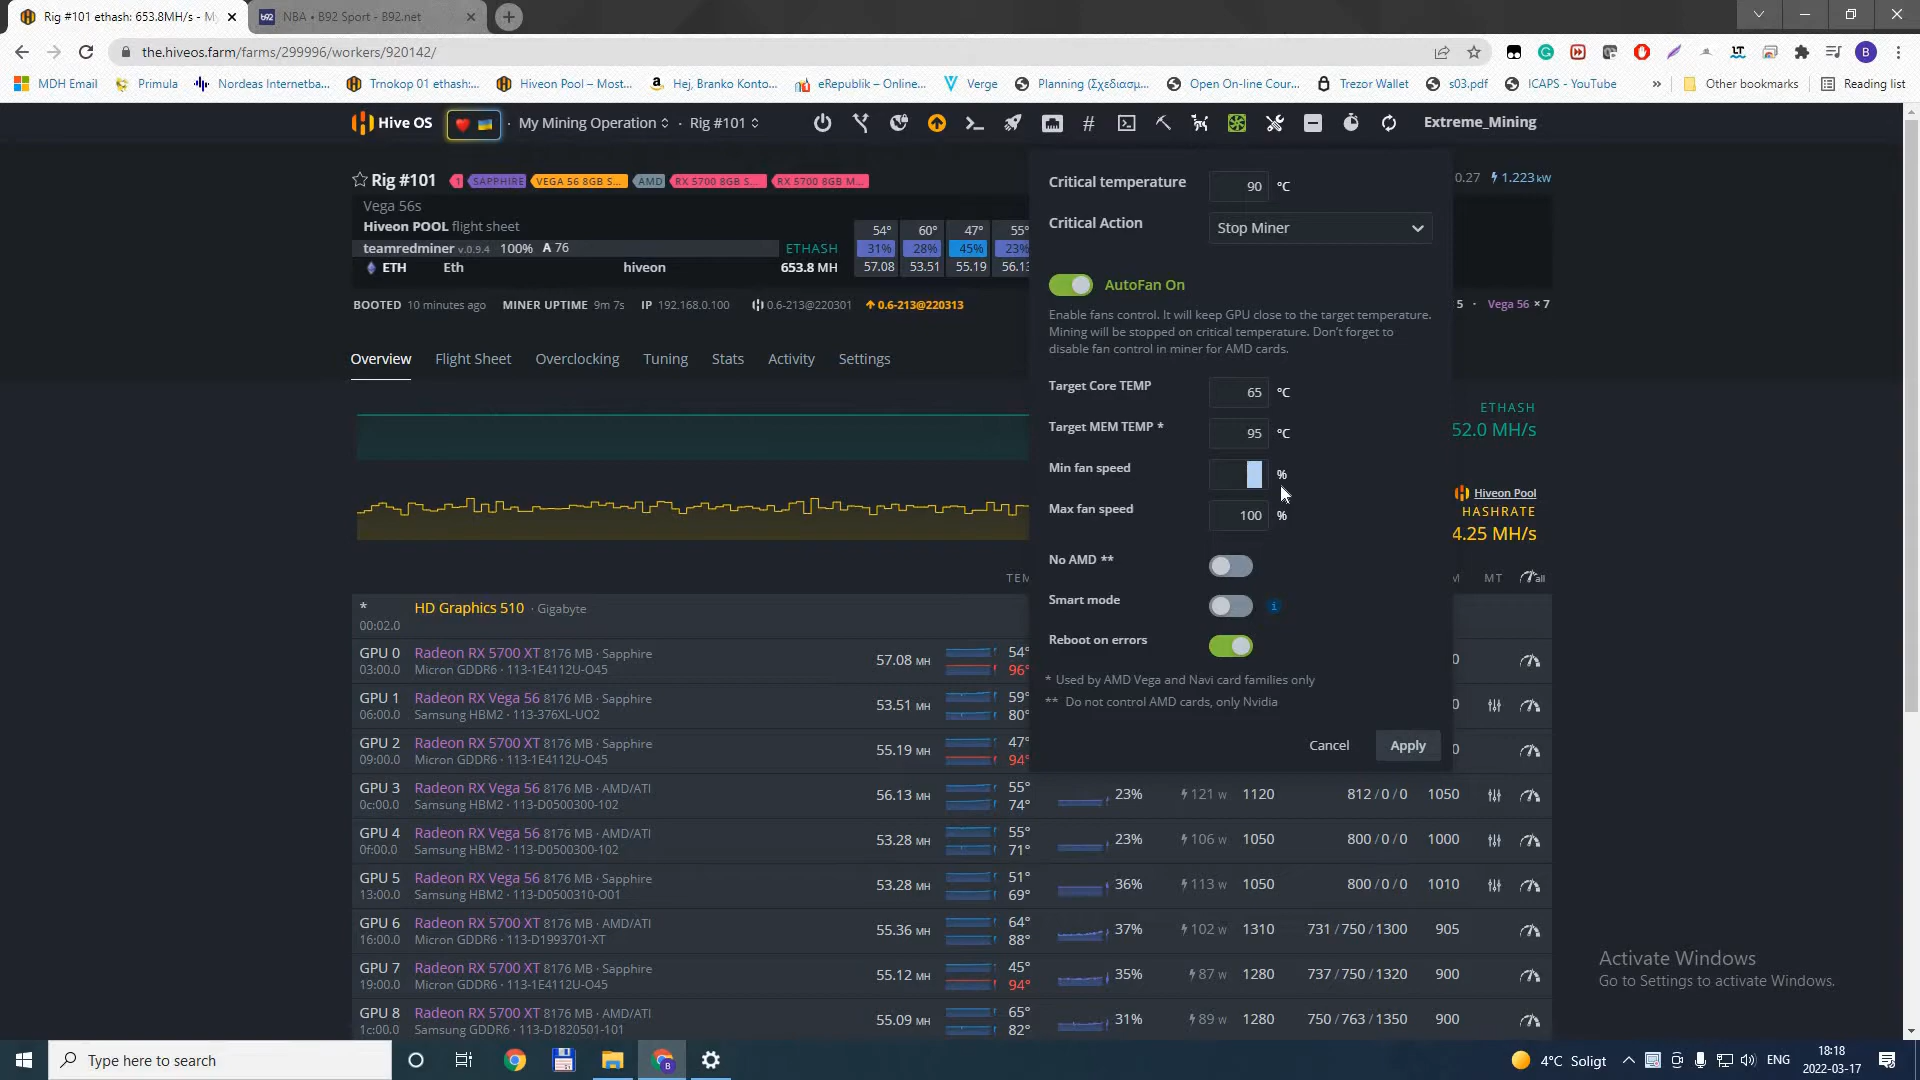 Rig #101 ethash: 653.8MH/s - My
NBA • B92 Sport - B92.net
the.hiveos.farm/farms/299996/workers/920142/
MDH Email
Primula
Nordeas Internetba...
Trnokop 01 ethash:...
Hiveon Pool – Most...
Hej, Branko Konto...
eRepublik – Online...
Verge
Planning (Σχεδιασμ...
Open On-line Cour...
Trezor Wallet
s03.pdf
ICAPS - YouTube
»
Other bookmarks
Reading list
Hive OS
My Mining Operation
Rig #101
Extreme_Mining
Rig #101
1
SAPPHIRE
VEGA 56 8GB S...
AMD
RX 5700 8GB S...
RX 5700 8GB M...
0.27
1.223 kW
Vega 56s
Hiveon POOL flight sheet
teamredminer v.0.9.4 100% A 76 ETHASH
ETH Eth hiveon 653.8 MH
54° 60° 47° 55°
31% 28% 45% 23%
57.08 53.51 55.19 56.13
BOOTED 10 minutes ago MINER UPTIME 9m 7s IP 192.168.0.100 0.6-213@220301 0.6-213@220313
5 · Vega 56 × 7
Overview Flight Sheet Overclocking Tuning Stats Activity Settings
Critical temperature 90 °C
Critical Action Stop Miner
AutoFan On
Enable fans control. It will keep GPU close to the target temperature.
Mining will be stopped on critical temperature. Don't forget to
disable fan control in miner for AMD cards.
Target Core TEMP 65 °C
Target MEM TEMP * 95 °C
Min fan speed %
Max fan speed 100 %
No AMD **
Smart mode i
Reboot on errors
* Used by AMD Vega and Navi card families only
** Do not control AMD cards, only Nvidia
Cancel Apply
ETHASH
52.0 MH/s
Hiveon Pool
HASHRATE
4.25 MH/s
TEM
M MT all
* HD Graphics 510 · Gigabyte
00:02.0
GPU 0 Radeon RX 5700 XT 8176 MB · Sapphire 57.08 MH 54° 0
03:00.0 Micron GDDR6 · 113-1E4112U-O45 96°
GPU 1 Radeon RX Vega 56 8176 MB · Sapphire 53.51 MH 59° 0
06:00.0 Samsung HBM2 · 113-376XL-UO2 80°
GPU 2 Radeon RX 5700 XT 8176 MB · Sapphire 55.19 MH 47° 0
09:00.0 Micron GDDR6 · 113-1E4112U-O45 94°
GPU 3 Radeon RX Vega 56 8176 MB · AMD/ATI 56.13 MH 55° 23% 121 W 1120 812 / 0 / 0 1050
0c:00.0 Samsung HBM2 · 113-D0500300-102 74°
GPU 4 Radeon RX Vega 56 8176 MB · AMD/ATI 53.28 MH 55° 23% 106 W 1050 800 / 0 / 0 1000
0f:00.0 Samsung HBM2 · 113-D0500300-102 71°
GPU 5 Radeon RX Vega 56 8176 MB · Sapphire 53.28 MH 51° 36% 113 W 1050 800 / 0 / 0 1010
13:00.0 Samsung HBM2 · 113-D0500310-O01 69°
GPU 6 Radeon RX 5700 XT 8176 MB · AMD/ATI 55.36 MH 64° 37% 102 W 1310 731 / 750 / 1300 905
16:00.0 Micron GDDR6 · 113-D1993701-XT 88°
GPU 7 Radeon RX 5700 XT 8176 MB · Sapphire 55.12 MH 45° 35% 87 W 1280 737 / 750 / 1320 900
19:00.0 Micron GDDR6 · 113-1E4112U-O45 94°
GPU 8 Radeon RX 5700 XT 8176 MB · AMD/ATI 55.09 MH 65° 31% 89 W 1280 750 / 763 / 1350 900
1c:00.0 Samsung GDDR6 · 113-D1820501-101 82°
Activate Windows
Go to Settings to activate Windows.
Type here to search
4°C Soligt
ENG
18:18
2022-03-17